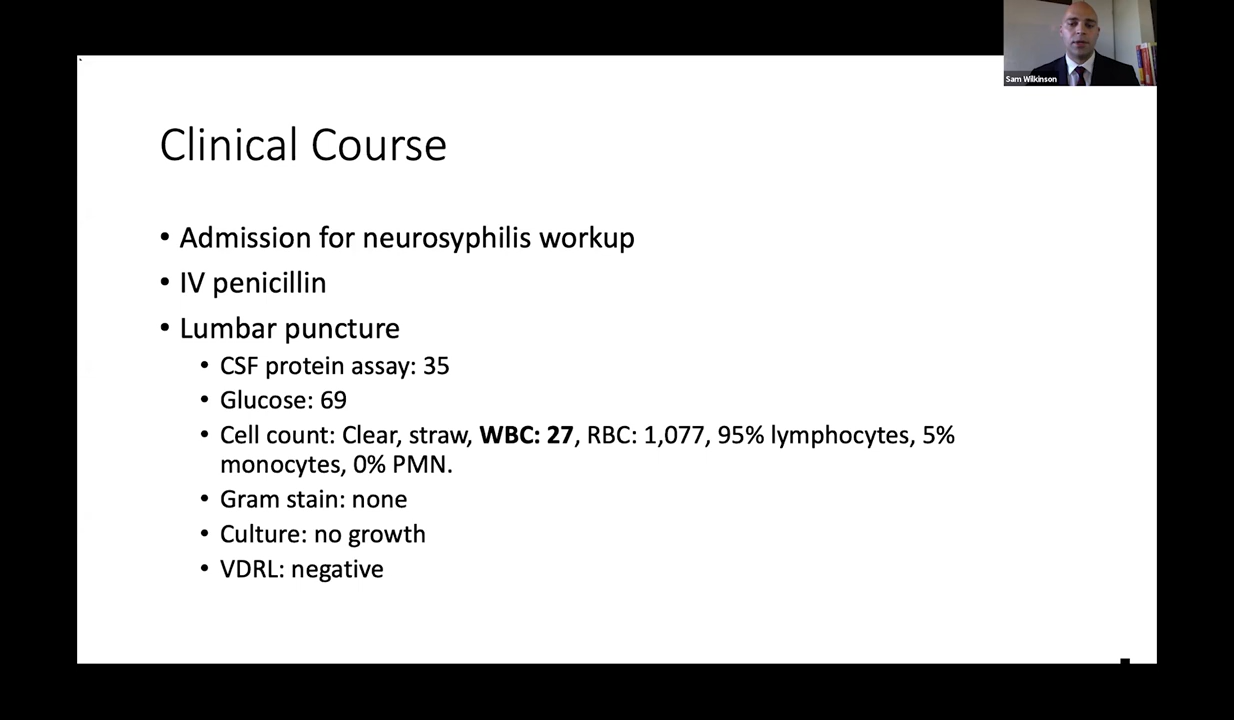 Sam Wilkinson
Clinical Course
• Admission for neurosyphilis workup
• IV penicillin
• Lumbar puncture
• CSF protein assay: 35
• Glucose: 69
• Cell count: Clear, straw, WBC: 27, RBC: 1,077, 95% lymphocytes, 5%
monocytes, 0% PMN.
• Gram stain: none
• Culture: no growth
• VDRL: negative